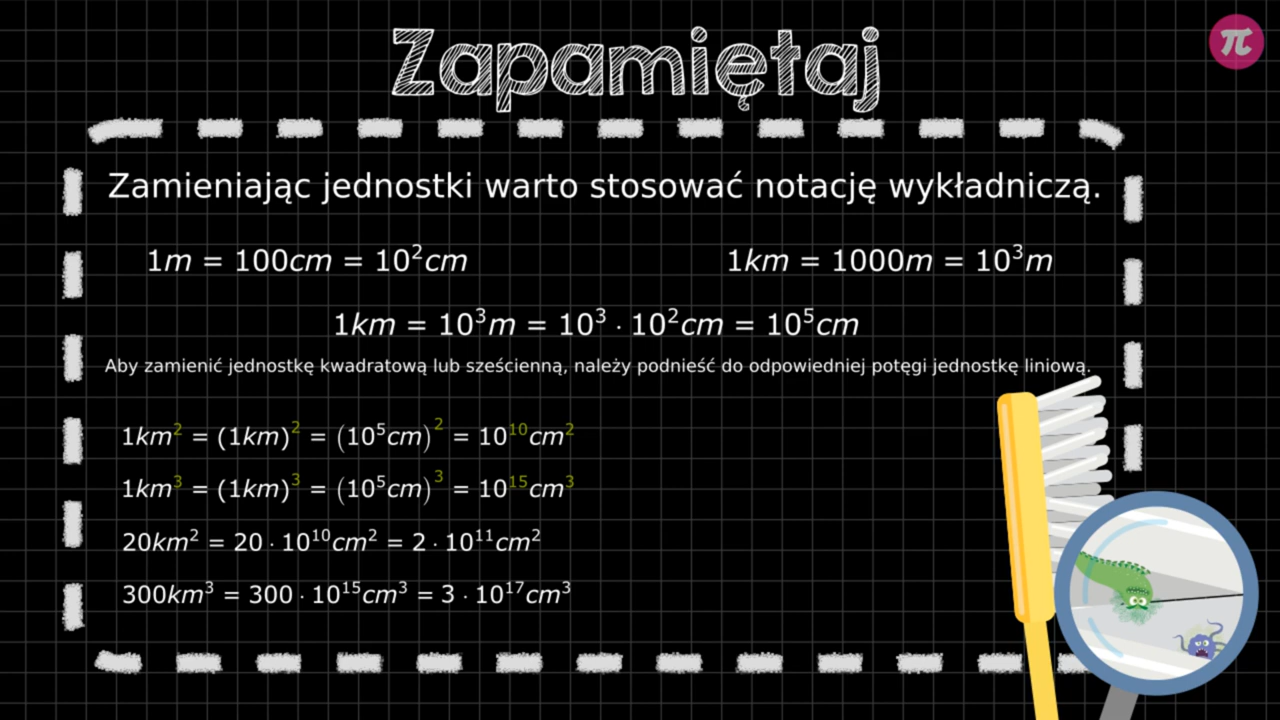 Zapamiętaj
π
Zamieniając jednostki warto stosować notację wykładniczą.
1m = 100cm = 10²cm
1km = 1000m = 10³m
1km = 10³m = 10³ · 10²cm = 10⁵cm
Aby zamienić jednostkę kwadratową lub sześcienną, należy podnieść do odpowiedniej potęgi jednostkę liniową.
1km² = (1km)² = (10⁵cm)² = 10¹⁰cm²
1km³ = (1km)³ = (10⁵cm)³ = 10¹⁵cm³
20km² = 20 · 10¹⁰cm² = 2 · 10¹¹cm²
300km³ = 300 · 10¹⁵cm³ = 3 · 10¹⁷cm³